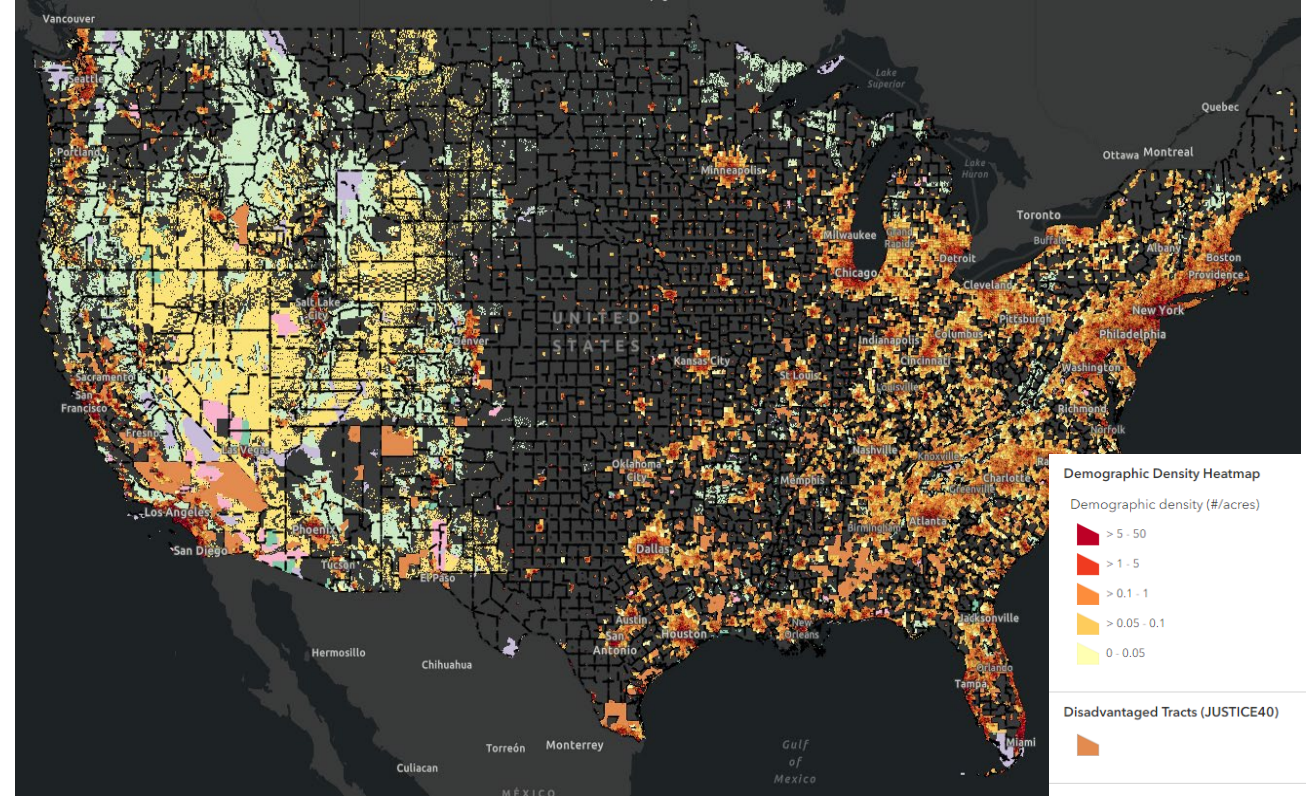 Vancouver
Seattle
Portland
Lake
Superior
Quebec
Ottawa
Montreal
Lake
Huron
Minneapolis
Toronto
Buffalo
Albany
Boston
Providence
Milwaukee
Grand
Rapids
Detroit
Chicago
Cleveland
New York
Pittsburgh
Philadelphia
Salt Lake
City
Denver
UNITED
STATES
Columbus
Indianapolis
Cincinnati
Washington
Kansas City
St Louis
Louisville
Sacramento
San
Francisco
Richmond
Norfolk
Fresno
Las Vegas
Nashville
Knoxville
Oklahoma
City
Memphis
Charlotte
Greenville
Los Angeles
San Diego
Phoenix
Tucson
El Paso
Dallas
Birmingham
Atlanta
Austin
San
Antonio
Houston
New
Orleans
Jacksonville
Orlando
Tampa
Miami
Hermosillo
Chihuahua
Torreón
Monterrey
Culiacan
MÉXICO
Gulf
of
Mexico
Demographic Density Heatmap
Demographic density (#/acres)
> 5 - 50
> 1 - 5
> 0.1 - 1
> 0.05 - 0.1
0 - 0.05
Disadvantaged Tracts (JUSTICE40)